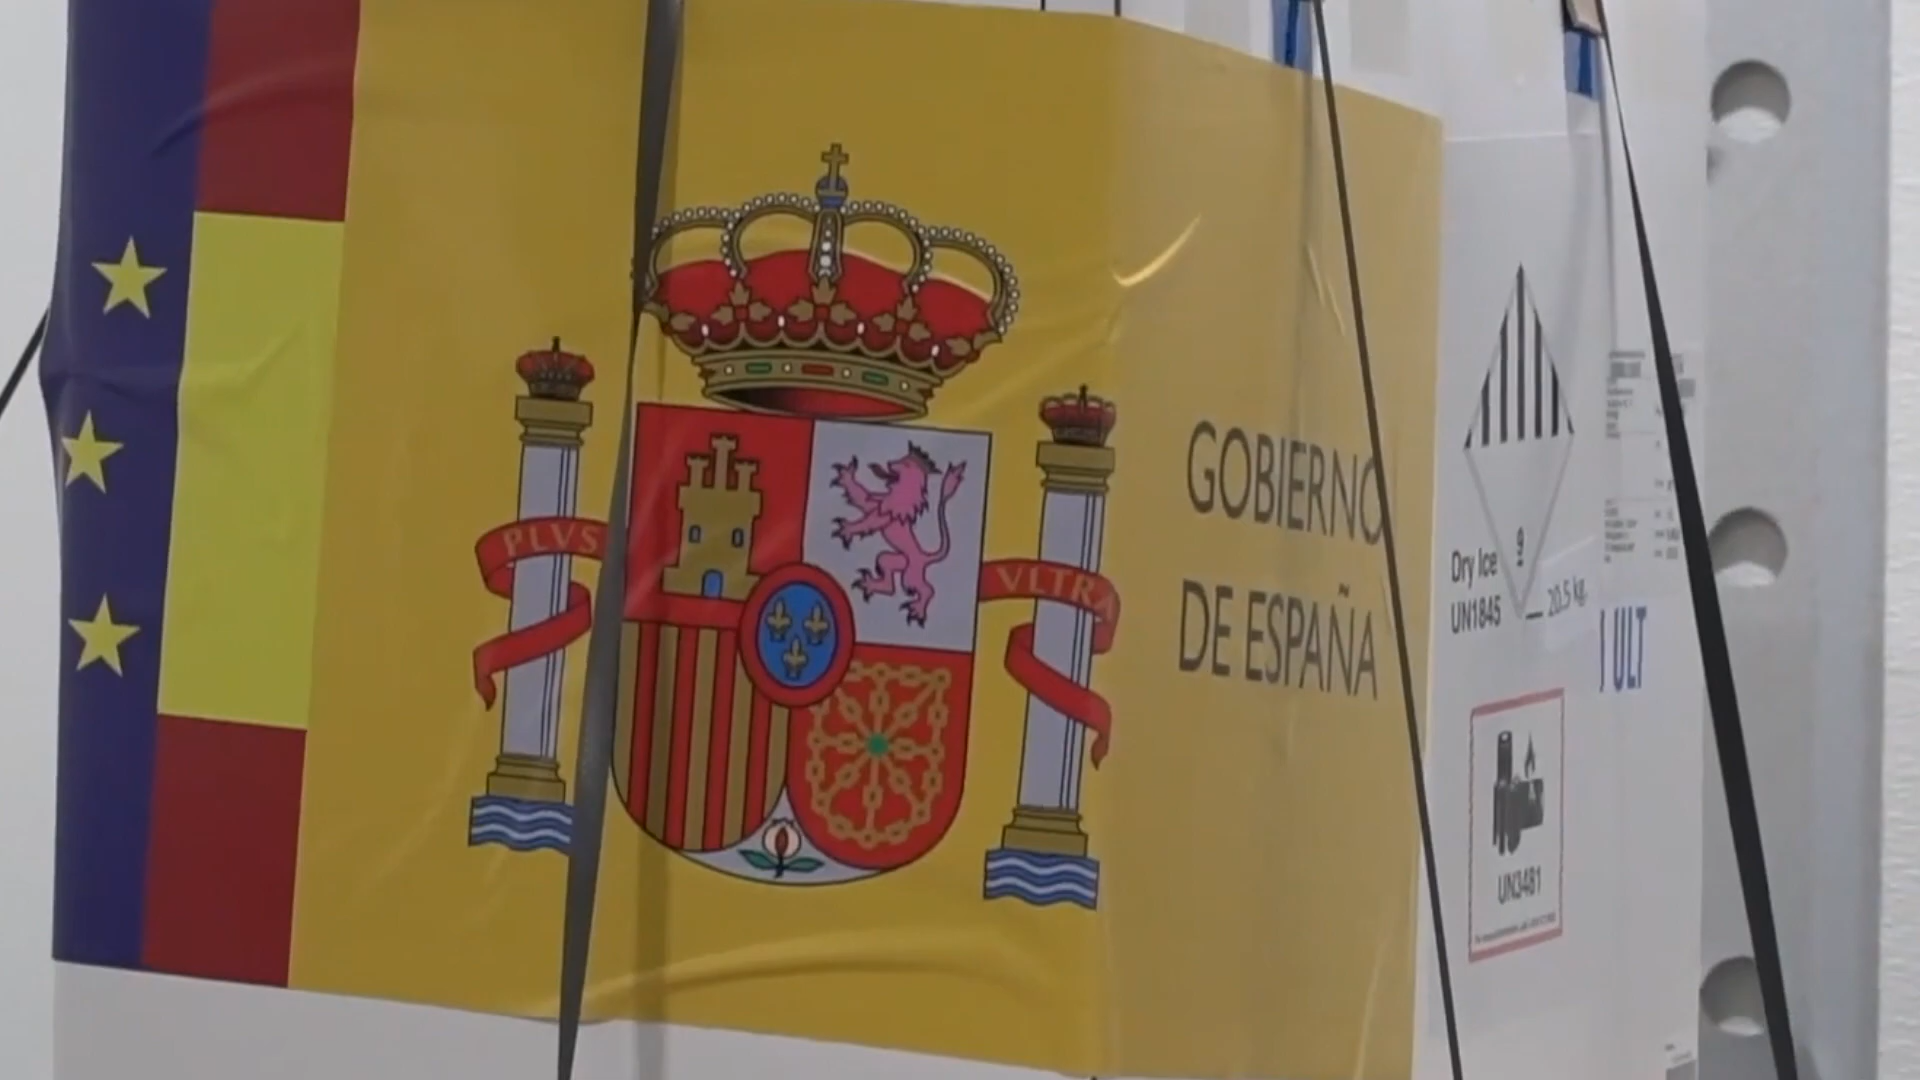 PLVS
VLTRA
GOBIERNO
DE ESPAÑA
9
Dry Ice
UN1845
20.5 kg
ULT
UN3481